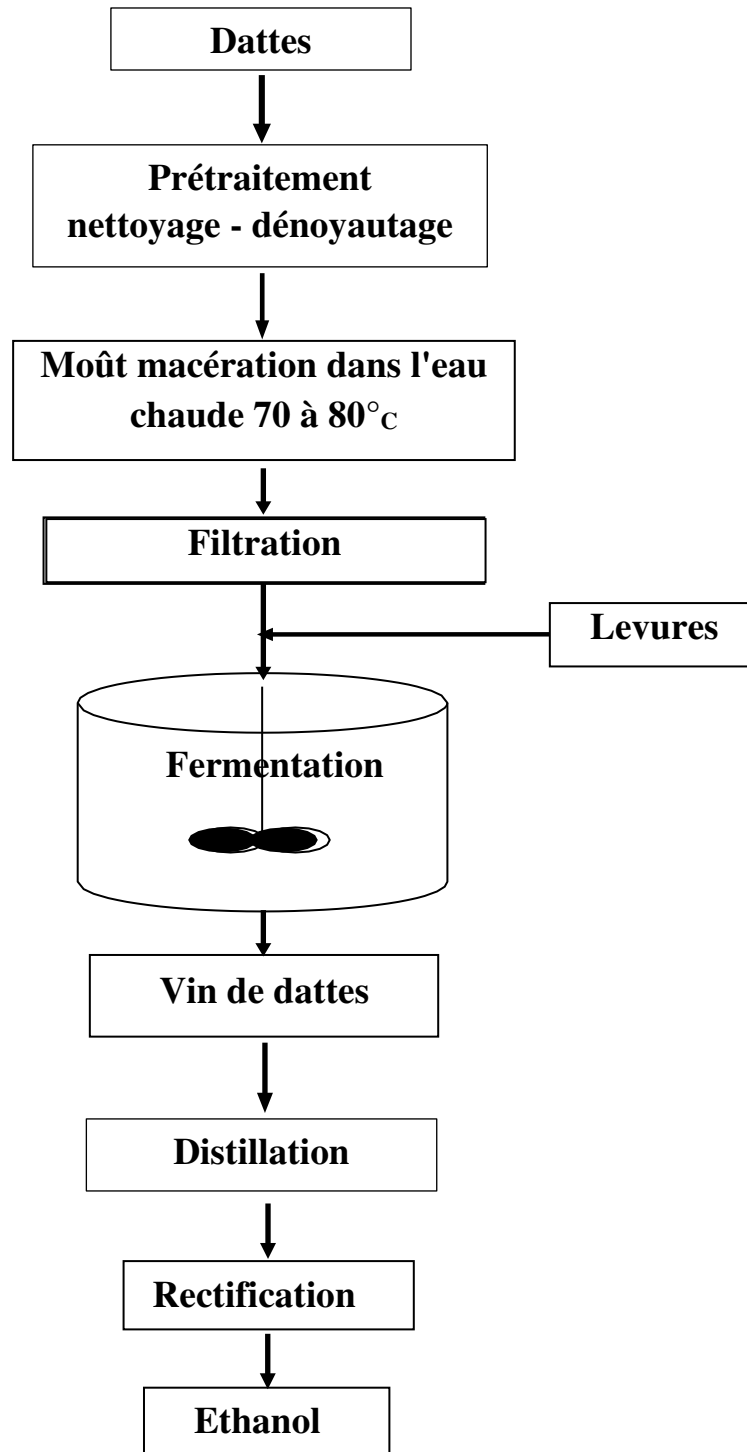 Dattes
Prétraitement
nettoyage - dénoyautage
Moût macération dans l'eau
chaude 70 à 80°C
Filtration
Levures
Fermentation
Vin de dattes
Distillation
Rectification
Ethanol